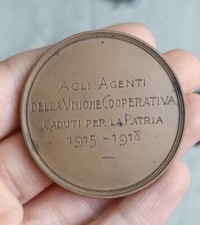 AGLI AGENTI
DELLA VNIONE COOPERATIVA
CADUTI PER LA PATRIA
1915-1918